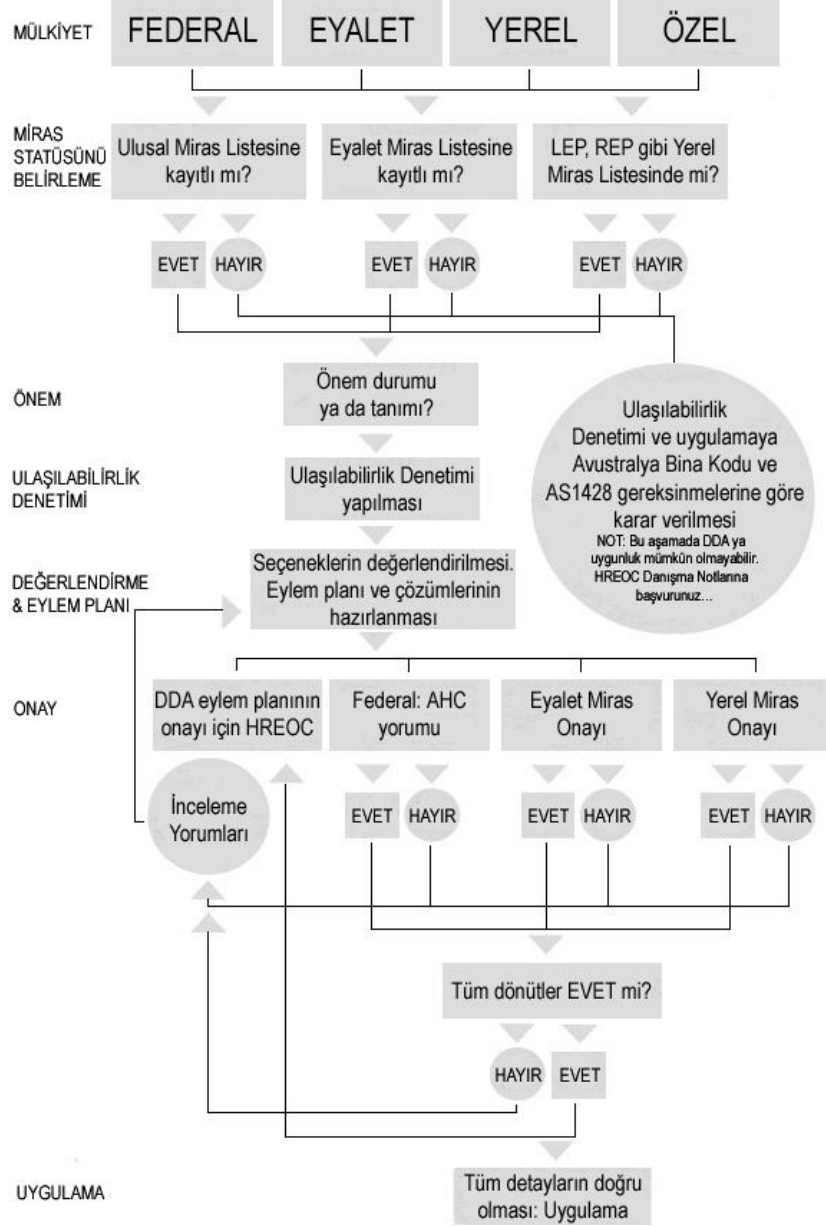 MÜLKİYET
FEDERAL
EYALET
YEREL
ÖZEL
MİRAS
STATÜSÜNÜ
BELİRLEME
Ulusal Miras Listesine
kayıtlı mı?
Eyalet Miras Listesine
kayıtlı mı?
LEP, REP gibi Yerel
Miras Listesinde mi?
EVET
HAYIR
EVET
HAYIR
EVET
HAYIR
ÖNEM
Önem durumu
ya da tanımı?
Ulaşılabilirlik
Denetimi ve uygulamaya
Avustralya Bina Kodu ve
AS1428 gereksinmelerine göre
karar verilmesi
NOT: Bu aşamada DDA ya
uygunluk mümkün olmayabilir.
HREOC Danışma Notlarına
başvurunuz...
ULAŞILABİLİRLİK
DENETİMİ
Ulaşılabilirlik Denetimi
yapılması
DEĞERLENDİRME
& EYLEM PLANI
Seçeneklerin değerlendirilmesi.
Eylem planı ve çözümlerinin
hazırlanması
ONAY
DDA eylem planının
onayı için HREOC
Federal: AHC
yorumu
Eyalet Miras
Onayı
Yerel Miras
Onayı
İnceleme
Yorumları
EVET
HAYIR
EVET
HAYIR
EVET
HAYIR
Tüm dönütler EVET mi?
HAYIR
EVET
UYGULAMA
Tüm detayların doğru
olması: Uygulama